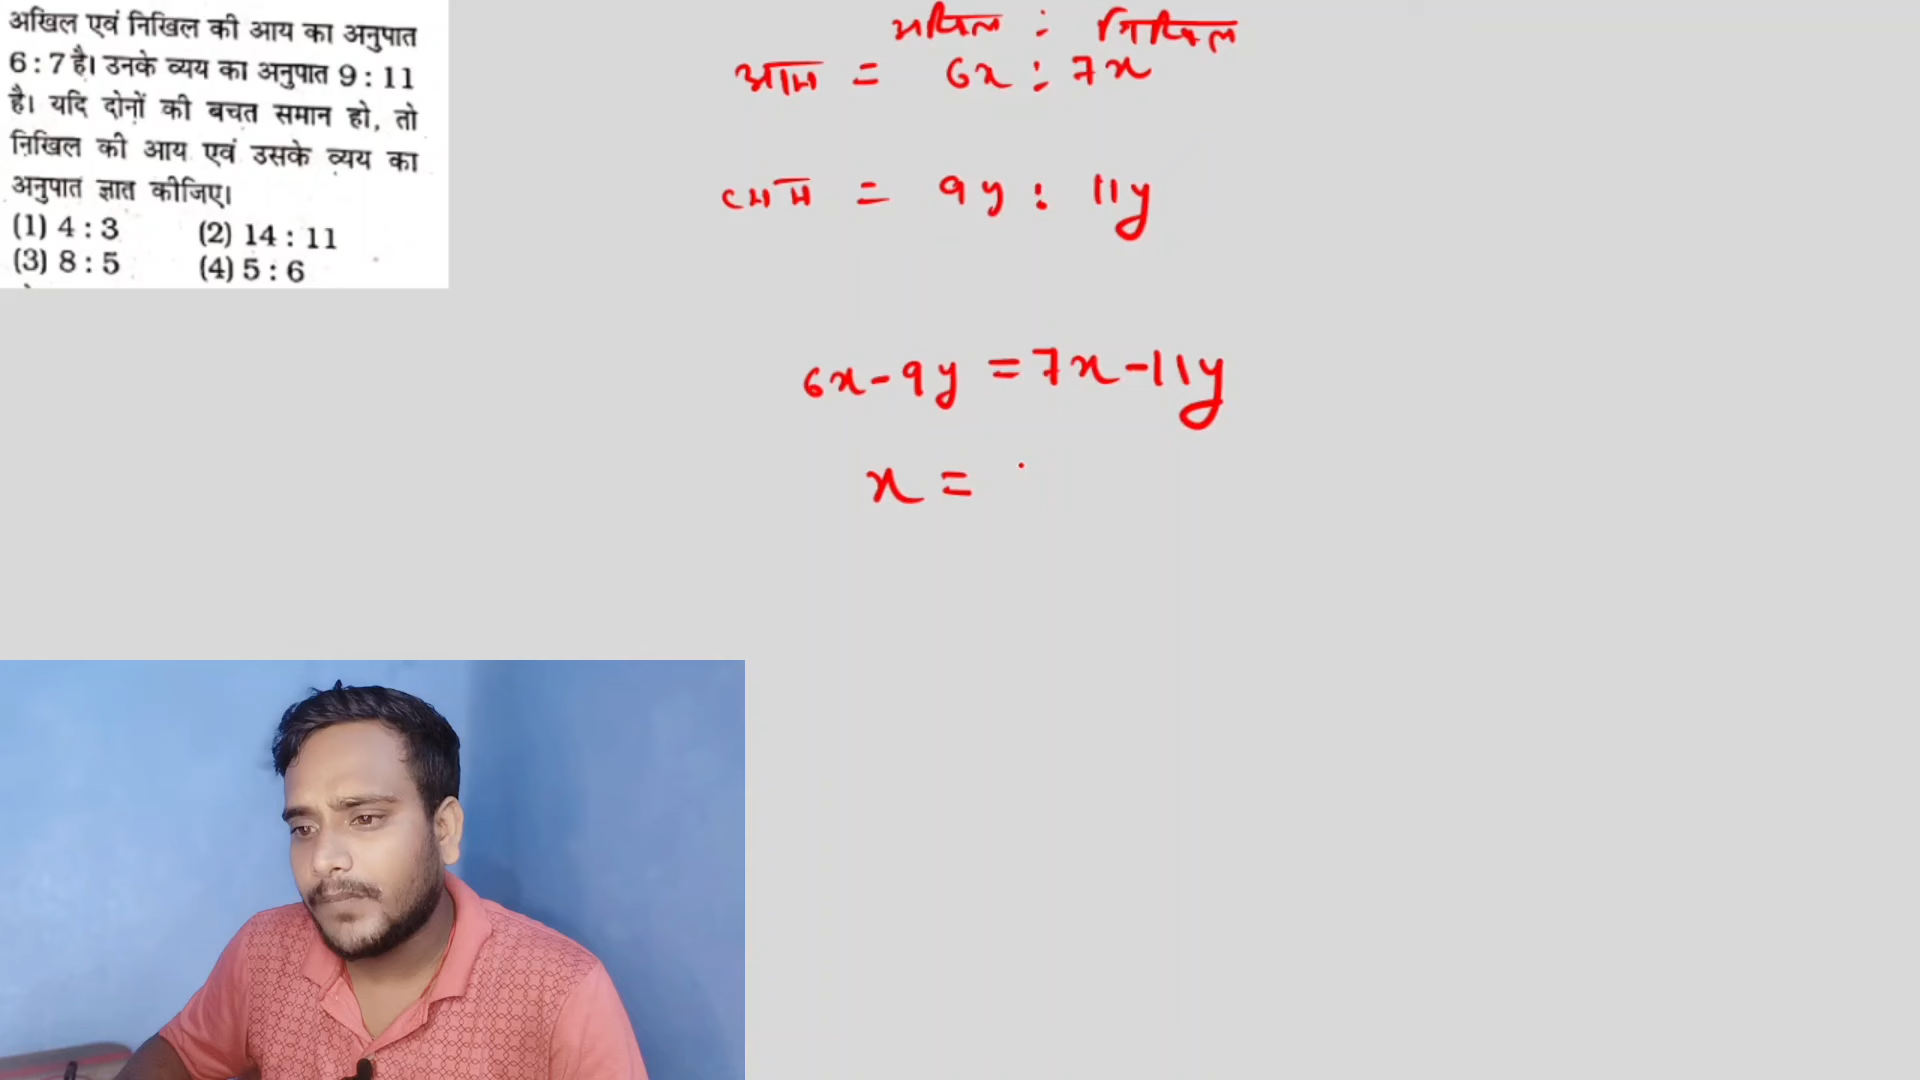 अखिल एवं निखिल की आय का अनुपात
6 : 7 है। उनके व्यय का अनुपात 9 : 11
है। यदि दोनों की बचत समान हो, तो
निखिल की आय एवं उसके व्यय का
अनुपात ज्ञात कीजिए।
(1) 4 : 3 (2) 14 : 11
(3) 8 : 5 (4) 5 : 6
अखिल : निखिल
आय = 6x : 7x
व्यय = 9y : 11y
6x-9y = 7x-11y
x =